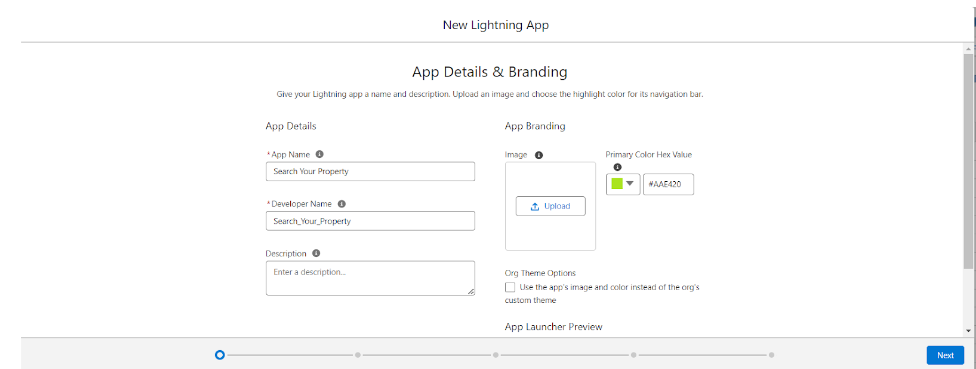 New Lightning App
App Details & Branding
Give your Lightning app a name and description. Upload an image and choose the highlight color for its navigation bar.
App Details
App Branding
*App Name
Image
Primary Color Hex Value
Search Your Property
#AAE420
Upload
*Developer Name
Search_Your_Property
Description
Enter a description...
Org Theme Options
Use the app's image and color instead of the org's
custom theme
App Launcher Preview
Next